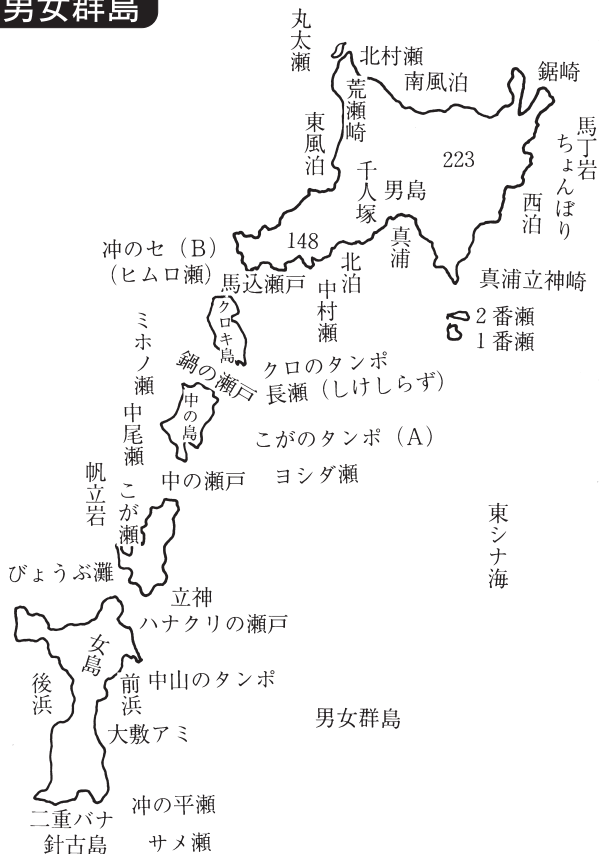 男女群島
丸太瀬
北村瀬
南風泊
鋸崎
荒瀬崎
東風泊
馬丁岩
ちょんぼり
223
千人塚
男島
西泊
148
真浦
北泊
沖のセ（B）
（ヒムロ瀬）
馬込瀬戸
中村瀬
真浦立神崎
クロキ島
2番瀬
1番瀬
ミホノ瀬
鍋の瀬戸
クロのタンポ
長瀬（しけしらず）
中の島
中尾瀬
こがのタンポ（A）
中の瀬戸
ヨシダ瀬
帆立岩
こが瀬
東シナ海
びょうぶ灘
立神
ハナクリの瀬戸
女島
後浜
前浜
中山のタンポ
大敷アミ
男女群島
沖の平瀬
二重バナ
針古島
サメ瀬